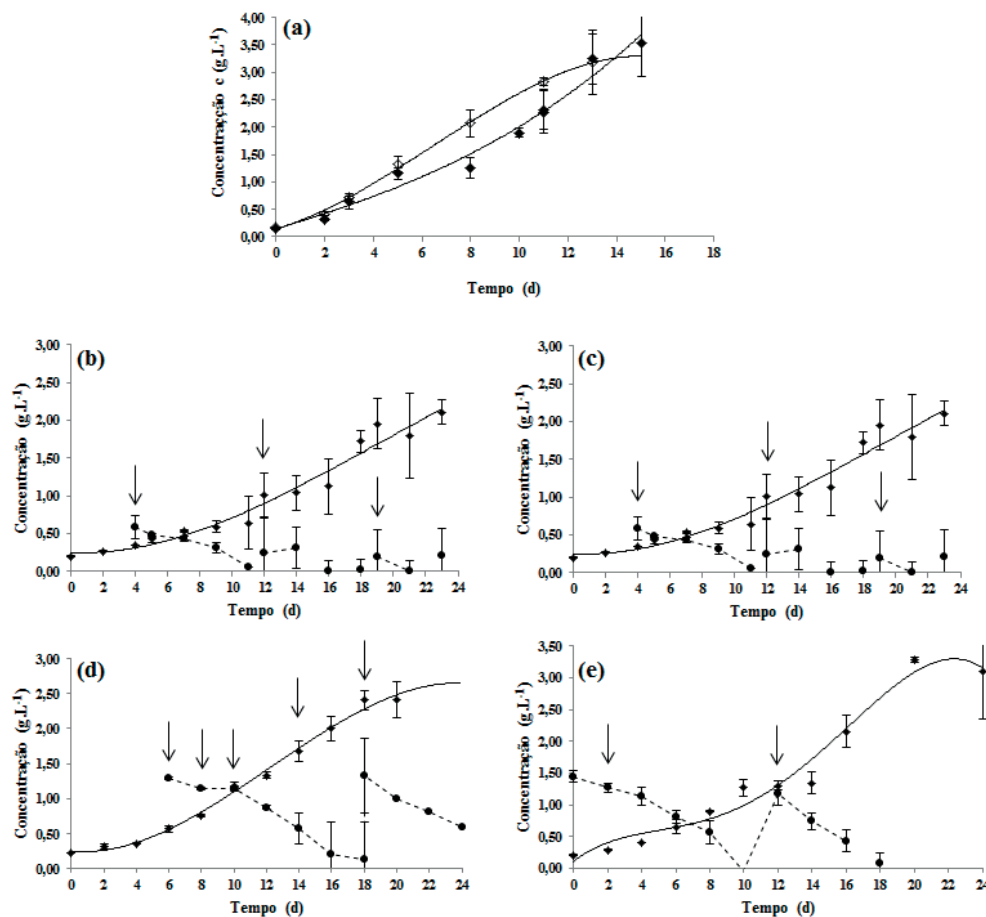 (a)
Concentraçção c (g.L-1)
4,00
3,50
3,00
2,50
2,00
1,50
1,00
0,50
0,00
0 2 4 6 8 10 12 14 16 18
Tempo (d)
(b)
Concentração (g.L-1)
3,00
2,50
2,00
1,50
1,00
0,50
0,00
0 2 4 6 8 10 12 14 16 18 20 22 24
Tempo (d)
(c)
Concentração (g.L-1)
3,00
2,50
2,00
1,50
1,00
0,50
0,00
0 2 4 6 8 10 12 14 16 18 20 22 24
Tempo (d)
(d)
Concentração (g.L-1)
3,00
2,50
2,00
1,50
1,00
0,50
0,00
0 2 4 6 8 10 12 14 16 18 20 22 24
Tempo (d)
(e)
Concentração (g.L-1)
3,50
3,00
2,50
2,00
1,50
1,00
0,50
0,00
0 2 4 6 8 10 12 14 16 18 20 22 24
Tempo (d)